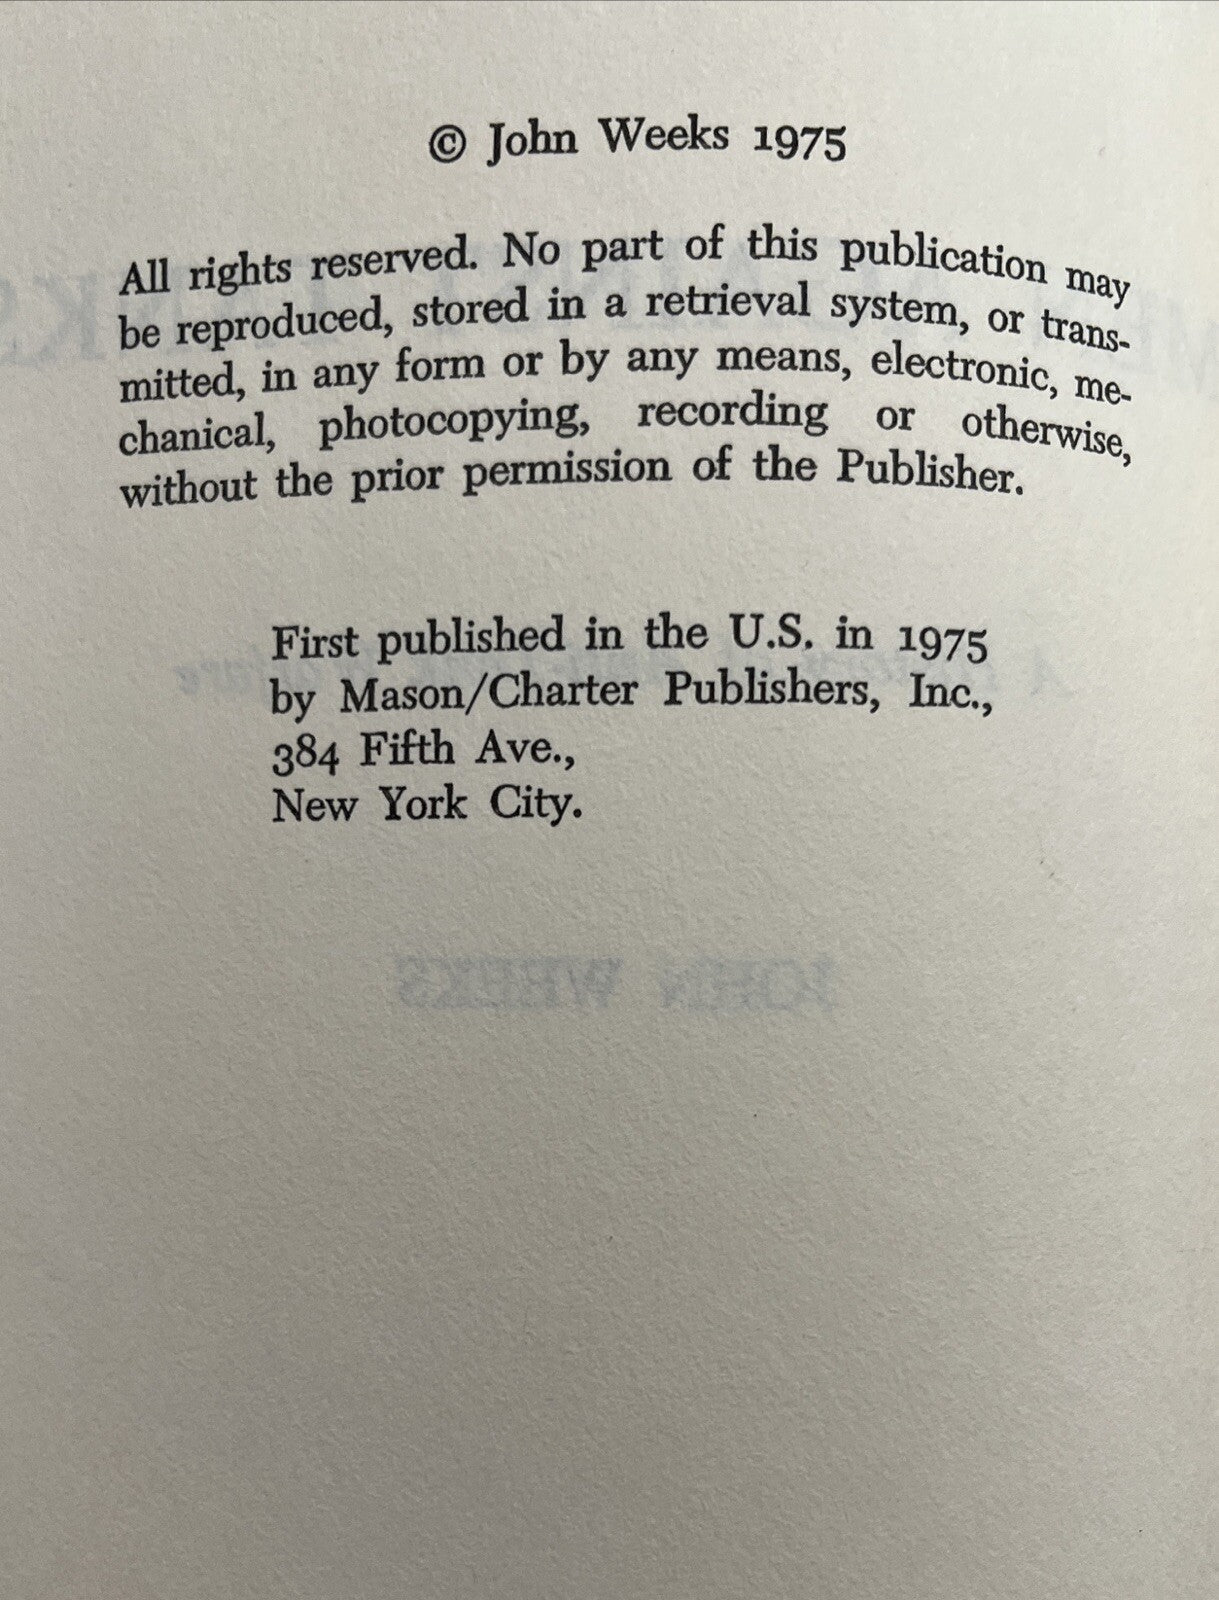 © John Weeks 1975
All rights reserved. No part of this publication may
be reproduced, stored in a retrieval system, or trans-
mitted, in any form or by any means, electronic, me-
chanical, photocopying, recording or otherwise,
without the prior permission of the Publisher.
First published in the U.S. in 1975
by Mason/Charter Publishers, Inc.,
384 Fifth Ave.,
New York City.
JOHN WEEKS